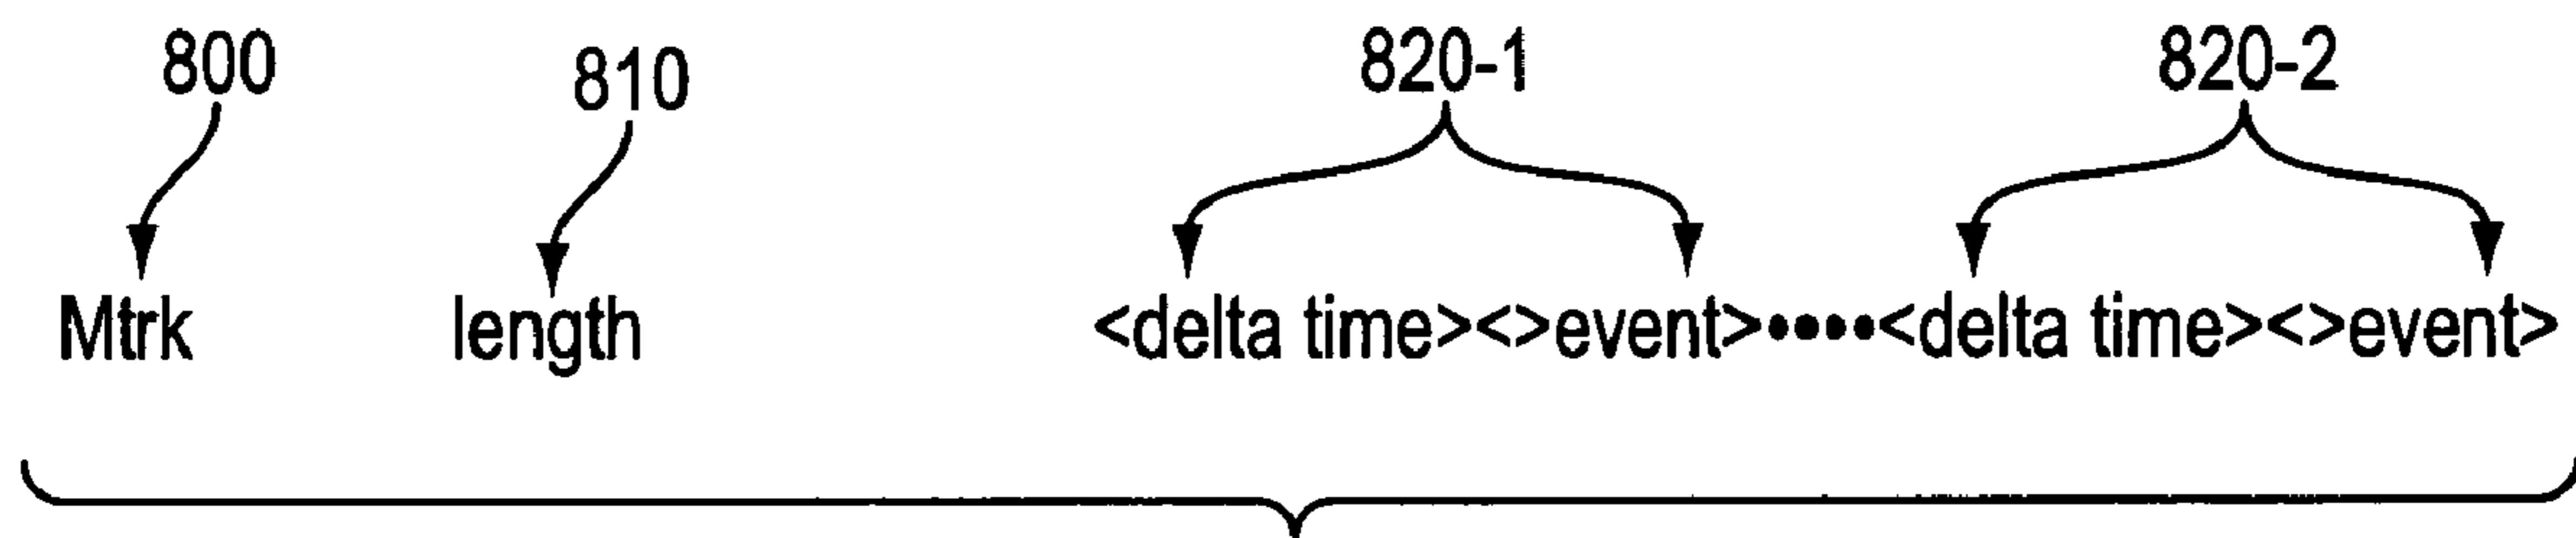 800 810 820-1 820-2
Mtrk length <delta time><>event>••••<delta time><>event>